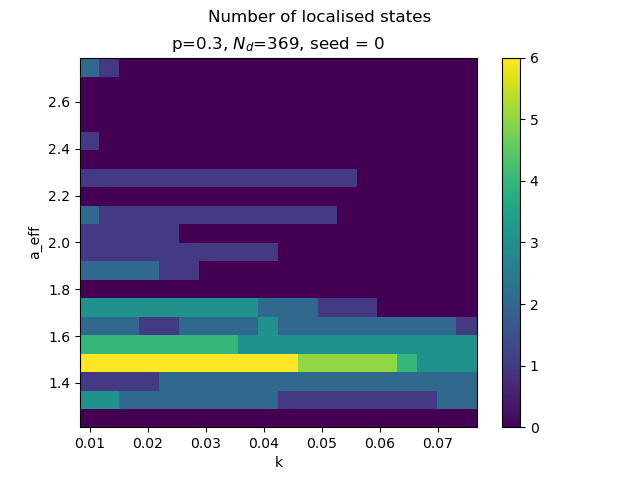 Number of localised states
p=0.3, $N_d$=369, seed = 0
a_eff
2.6
2.4
2.2
2.0
1.8
1.6
1.4
0.01 0.02 0.03 0.04 0.05 0.06 0.07
k
6
5
4
3
2
1
0